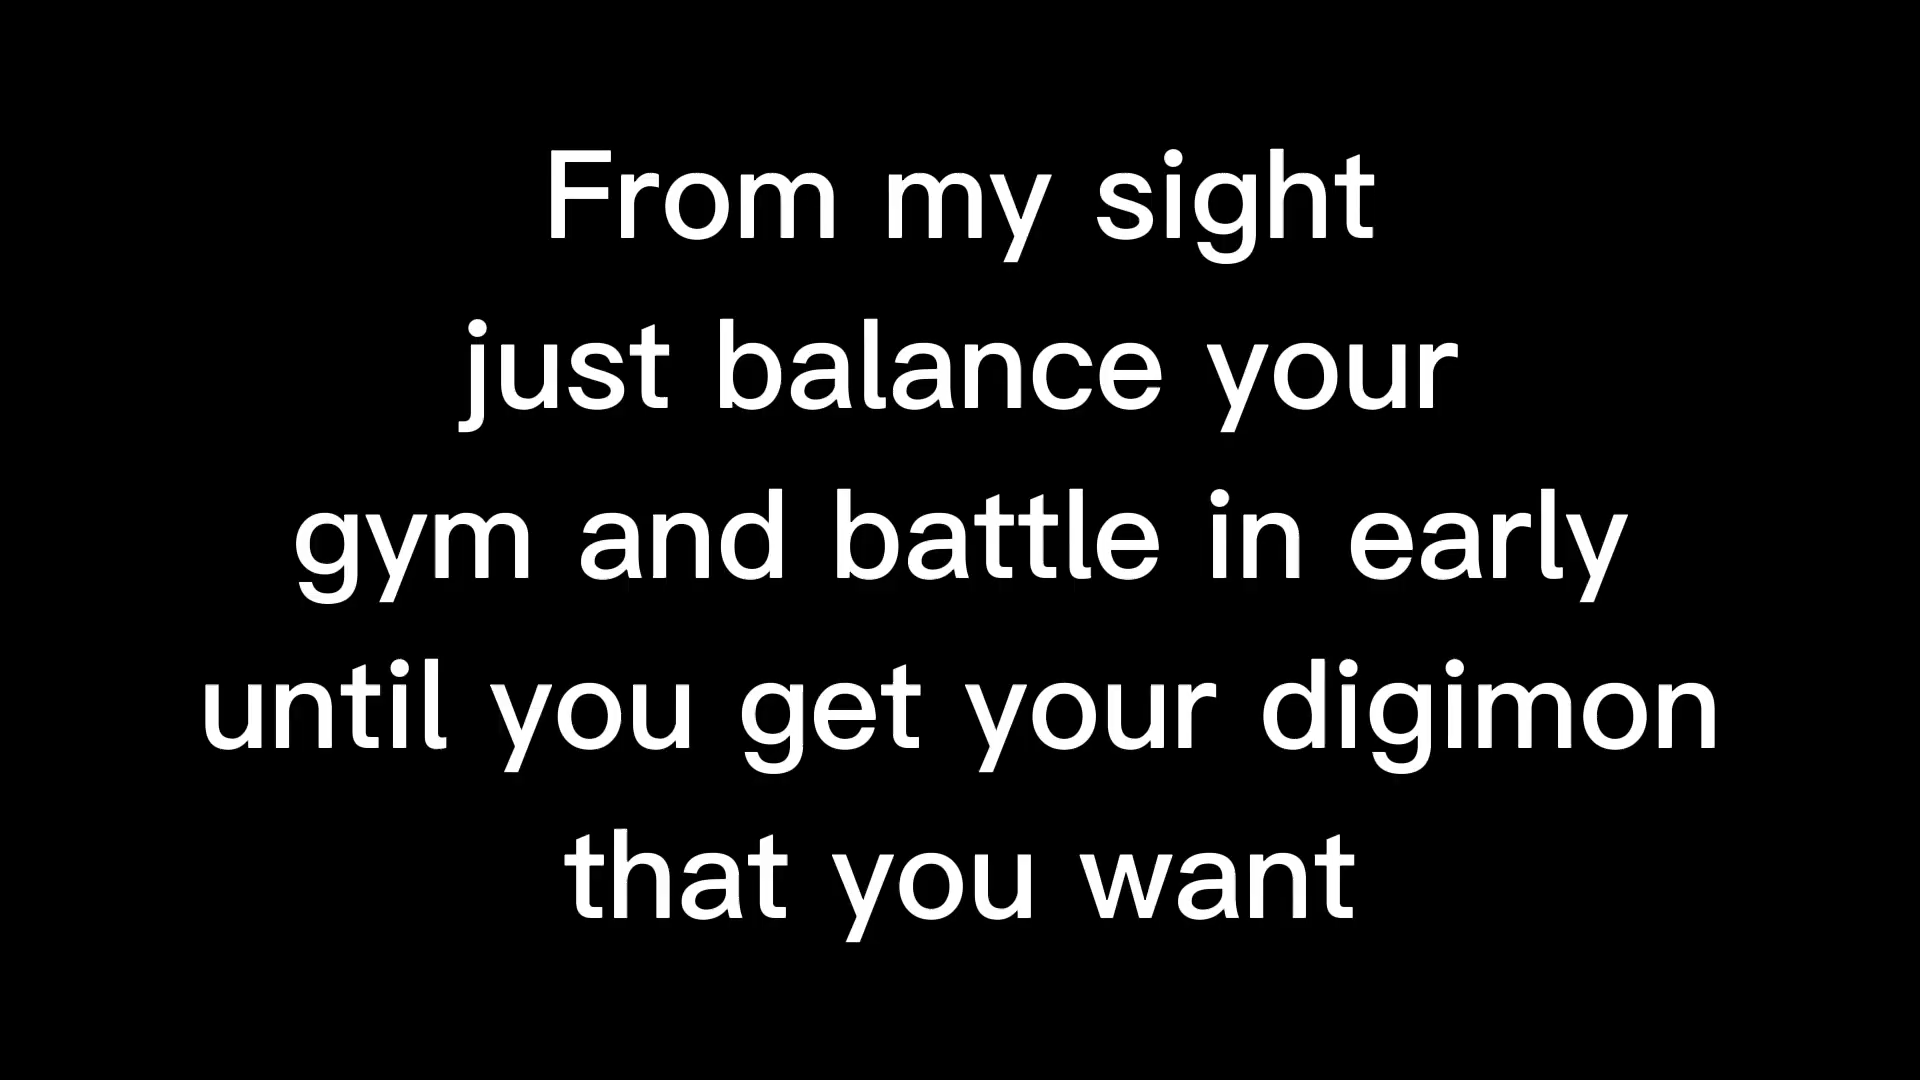 From my sight
just balance your
gym and battle in early
until you get your digimon
that you want